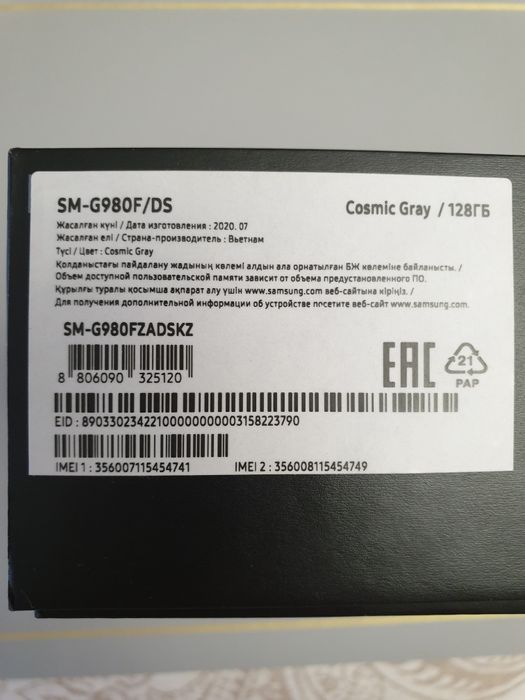 SM-G980F/DS
Cosmic Gray / 128ГБ
Жасалған күні / Дата изготовления : 2020. 07
Жасалған елі / Страна-производитель : Вьетнам
Түсі / Цвет : Cosmic Gray
Қолданыстағы пайдалану жадының көлемі алдын ала орнатылған БЖ көлеміне байланысты. /
Объем доступной пользовательской памяти зависит от объема предустановленного ПО.
Құрылғы туралы қосымша ақпарат алу үшін www.samsung.com веб-сайтына кіріңіз. /
Для получения дополнительной информации об устройстве посетите веб-сайт www.samsung.com.
SM-G980FZADSKZ
8 806090 325120
EAC
21
PAP
EID : 89033023422100000000003158223790
IMEI 1 : 356007115454741
IMEI 2 : 356008115454749